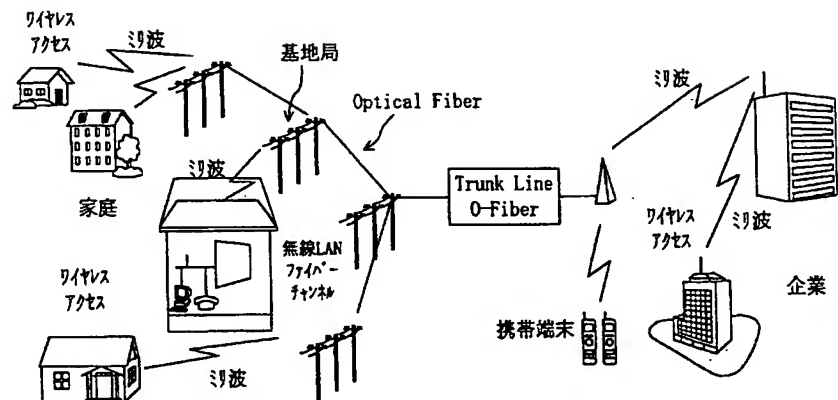 ワイヤレス
アクセス
ミリ波
基地局
Optical Fiber
ミリ波
家庭
ミリ波
無線LAN
ファイバー
チャンネル
Trunk Line
O-Fiber
ミリ波
ワイヤレス
アクセス
ミリ波
企業
携帯端末
ワイヤレス
アクセス
ミリ波